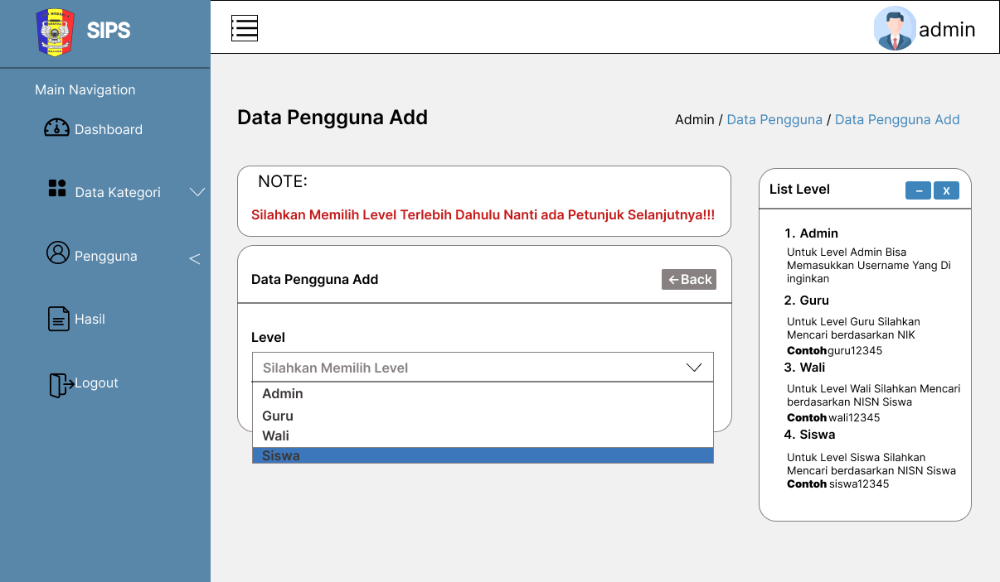 SIPS
admin
Main Navigation
Dashboard
Data Kategori
Pengguna
<
Hasil
Logout
Data Pengguna Add
Admin / Data Pengguna / Data Pengguna Add
NOTE:
Silahkan Memilih Level Terlebih Dahulu Nanti ada Petunjuk Selanjutnya!!!
Data Pengguna Add
←Back
Level
Silahkan Memilih Level
Admin
Guru
Wali
Siswa
List Level
– X
1. Admin
Untuk Level Admin Bisa
Memasukkan Username Yang Di
inginkan
2. Guru
Untuk Level Guru Silahkan
Mencari berdasarkan NIK
Contoh guru12345
3. Wali
Untuk Level Wali Silahkan Mencari
berdasarkan NISN Siswa
Contoh wali12345
4. Siswa
Untuk Level Siswa Silahkan
Mencari berdasarkan NISN Siswa
Contoh siswa12345